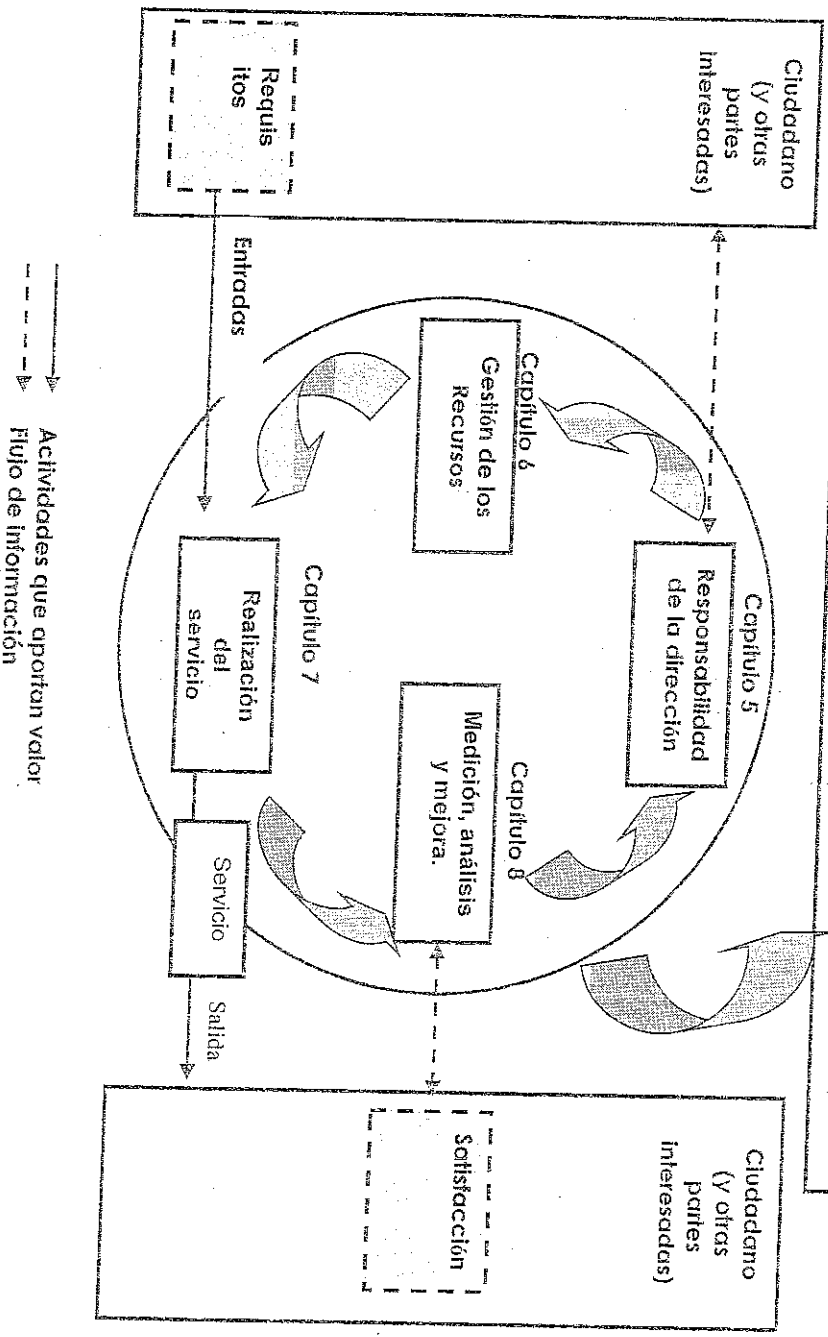 Ciudadano
(y otras
partes
interesadas)
Requis
itos
Entradas
Capítulo 5
Responsabilidad
de la dirección
Capítulo 6
Gestión de los
Recursos
Capítulo 8
Medición, análisis
y mejora.
Capítulo 7
Realización
del
servicio
Servicio
Salida
Ciudadano
(y otras
partes
interesadas)
Satisfacción
Actividades que aportan valor
Flujo de información